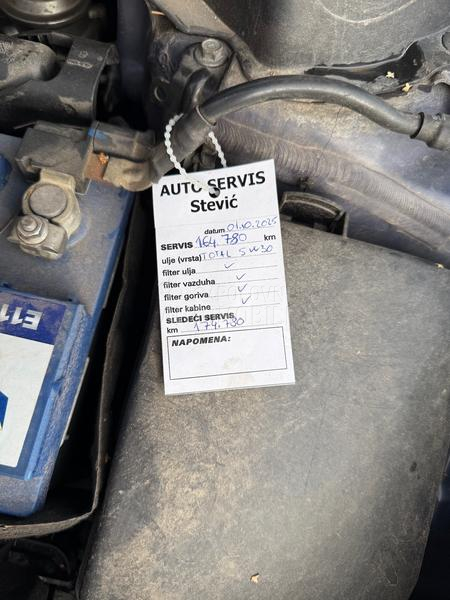 AUTO SERVIS
Stević
datum 01.10.2025
SERVIS 164.780 km
ulje (vrsta) TOTAL 5W30
filter ulja ✓
filter vazduha ✓
filter goriva ✓
filter kabine ✓
SLEDEĆI SERVIS
km 174.780
NAPOMENA:
E11